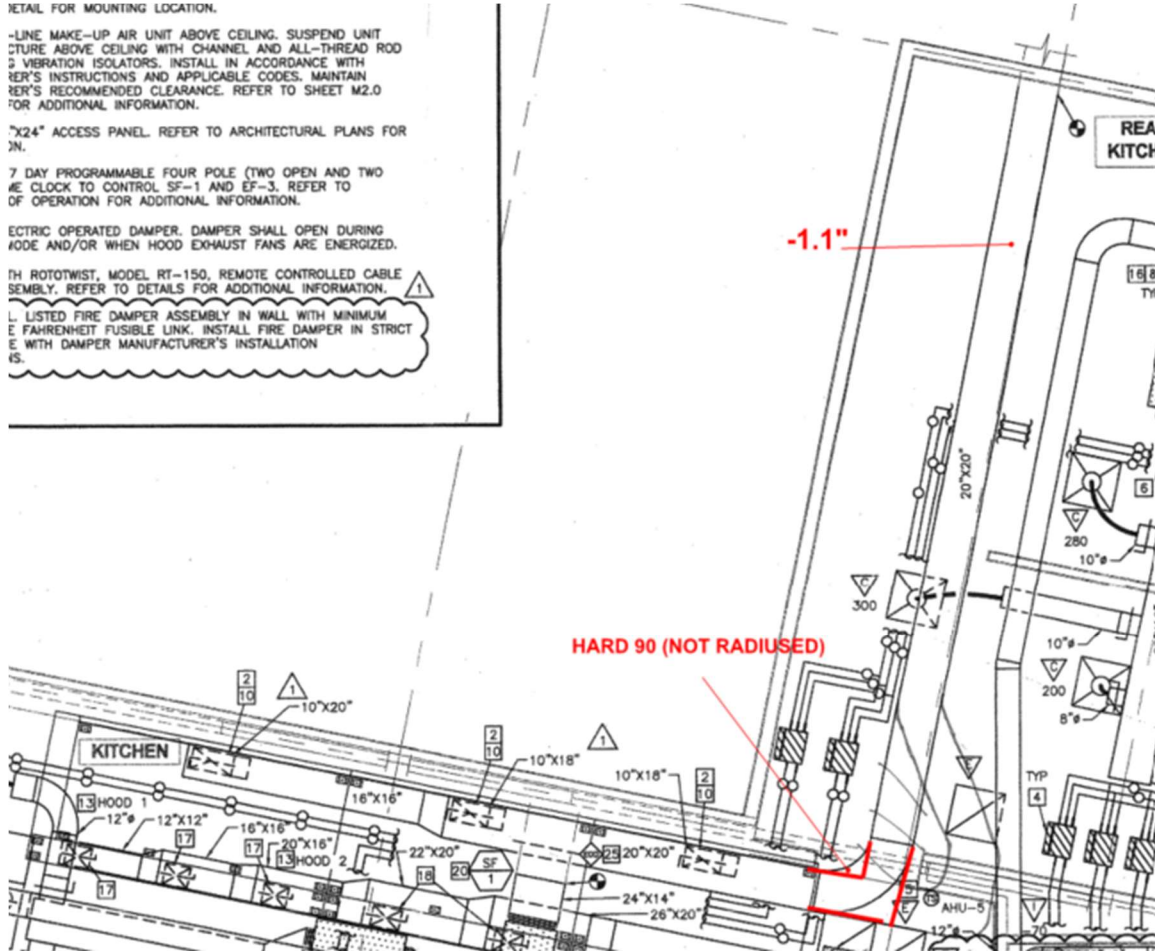 ETAIL FOR MOUNTING LOCATION.
-LINE MAKE-UP AIR UNIT ABOVE CEILING. SUSPEND UNIT
CTURE ABOVE CEILING WITH CHANNEL AND ALL-THREAD ROD
G VIBRATION ISOLATORS. INSTALL IN ACCORDANCE WITH
RER'S INSTRUCTIONS AND APPLICABLE CODES. MAINTAIN
RER'S RECOMMENDED CLEARANCE. REFER TO SHEET M2.0
FOR ADDITIONAL INFORMATION.
"X24" ACCESS PANEL. REFER TO ARCHITECTURAL PLANS FOR
ON.
7 DAY PROGRAMMABLE FOUR POLE (TWO OPEN AND TWO
ME CLOCK TO CONTROL SF-1 AND EF-3. REFER TO
OF OPERATION FOR ADDITIONAL INFORMATION.
ECTRIC OPERATED DAMPER. DAMPER SHALL OPEN DURING
MODE AND/OR WHEN HOOD EXHAUST FANS ARE ENERGIZED.
TH ROTOTWIST, MODEL RT-150, REMOTE CONTROLLED CABLE
SEMBLY. REFER TO DETAILS FOR ADDITIONAL INFORMATION.
1
L. LISTED FIRE DAMPER ASSEMBLY IN WALL WITH MINIMUM
E FAHRENHEIT FUSIBLE LINK. INSTALL FIRE DAMPER IN STRICT
E WITH DAMPER MANUFACTURER'S INSTALLATION
NS.
REA
KITCH
-1.1"
16 8
TY
20"X20"
6
C
280
10"ø
C
300
10"ø
C
200
8"ø
HARD 90 (NOT RADIUSED)
2
10
1
10"X20"
KITCHEN
2
10
1
10"X18"
10"X18"
2
10
E
TYP
4
16"X16"
13 HOOD 1
12"ø
12"X12"
17
16"X16"
17
20"X16"
13 HOOD 2
22"X20"
20
SF
1
25
20"X20"
17
18
24"X14"
26"X20"
E
AHU-5
12"ø
1
70